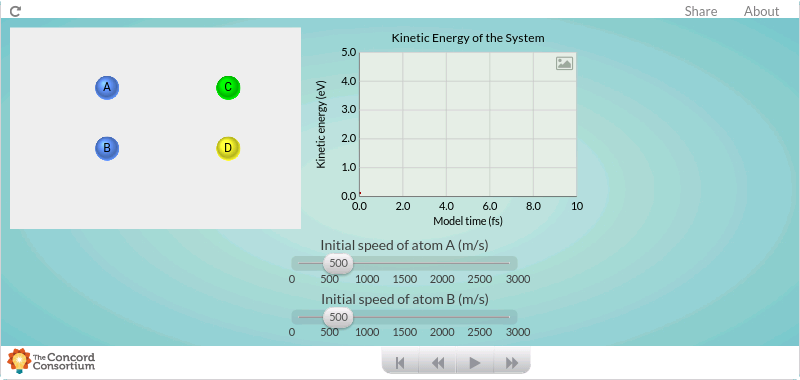 Share About
A C
B D
Kinetic Energy of the System
Kinetic energy (eV)
5.0
4.0
3.0
2.0
1.0
0.0
0.0 2.0 4.0 6.0 8.0 10
Model time (fs)
Initial speed of atom A (m/s)
500
0 500 1000 1500 2000 2500 3000
Initial speed of atom B (m/s)
500
0 500 1000 1500 2000 2500 3000
The Concord
Consortium